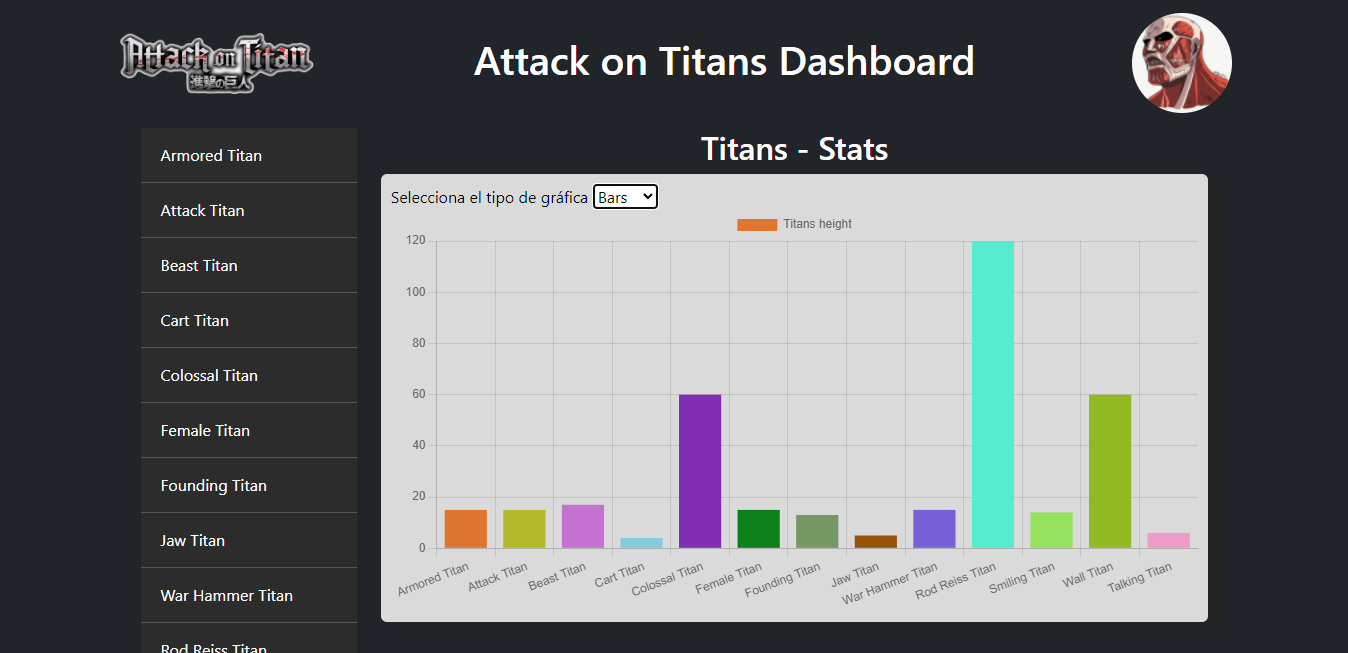 Attack on Titan
進撃の巨人
Attack on Titans Dashboard
Armored Titan
Attack Titan
Beast Titan
Cart Titan
Colossal Titan
Female Titan
Founding Titan
Jaw Titan
War Hammer Titan
Rod Reiss Titan
Titans - Stats
Selecciona el tipo de gráfica Bars
Titans height
120
100
80
60
40
20
0
Armored Titan
Attack Titan
Beast Titan
Cart Titan
Colossal Titan
Female Titan
Founding Titan
Jaw Titan
War Hammer Titan
Rod Reiss Titan
Smiling Titan
Wall Titan
Talking Titan